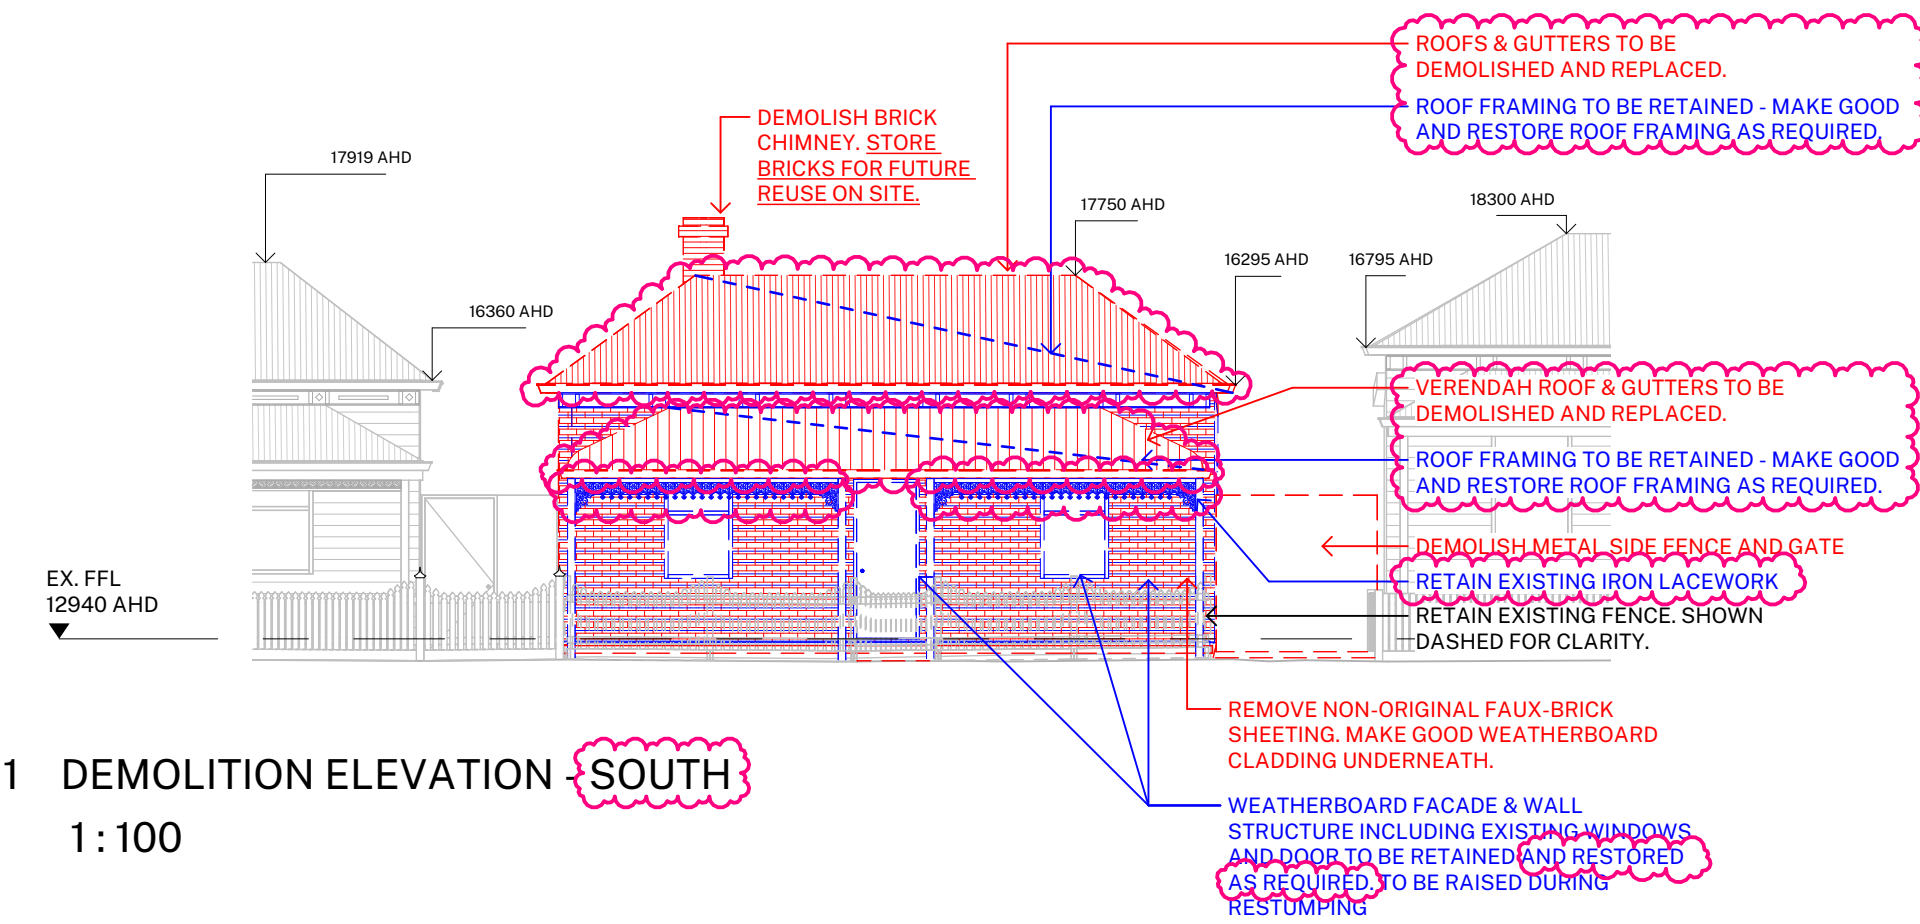 ROOFS & GUTTERS TO BE
DEMOLISHED AND REPLACED.
ROOF FRAMING TO BE RETAINED - MAKE GOOD
AND RESTORE ROOF FRAMING AS REQUIRED.
DEMOLISH BRICK
CHIMNEY. STORE
BRICKS FOR FUTURE
REUSE ON SITE.
17919 AHD
17750 AHD
18300 AHD
16295 AHD
16795 AHD
16360 AHD
VERENDAH ROOF & GUTTERS TO BE
DEMOLISHED AND REPLACED.
ROOF FRAMING TO BE RETAINED - MAKE GOOD
AND RESTORE ROOF FRAMING AS REQUIRED.
DEMOLISH METAL SIDE FENCE AND GATE
RETAIN EXISTING IRON LACEWORK
RETAIN EXISTING FENCE. SHOWN
DASHED FOR CLARITY.
EX. FFL
12940 AHD
REMOVE NON-ORIGINAL FAUX-BRICK
SHEETING. MAKE GOOD WEATHERBOARD
CLADDING UNDERNEATH.
WEATHERBOARD FACADE & WALL
STRUCTURE INCLUDING EXISTING WINDOWS
AND DOOR TO BE RETAINED AND RESTORED
AS REQUIRED. TO BE RAISED DURING
RESTUMPING
1 DEMOLITION ELEVATION - SOUTH
1 : 100